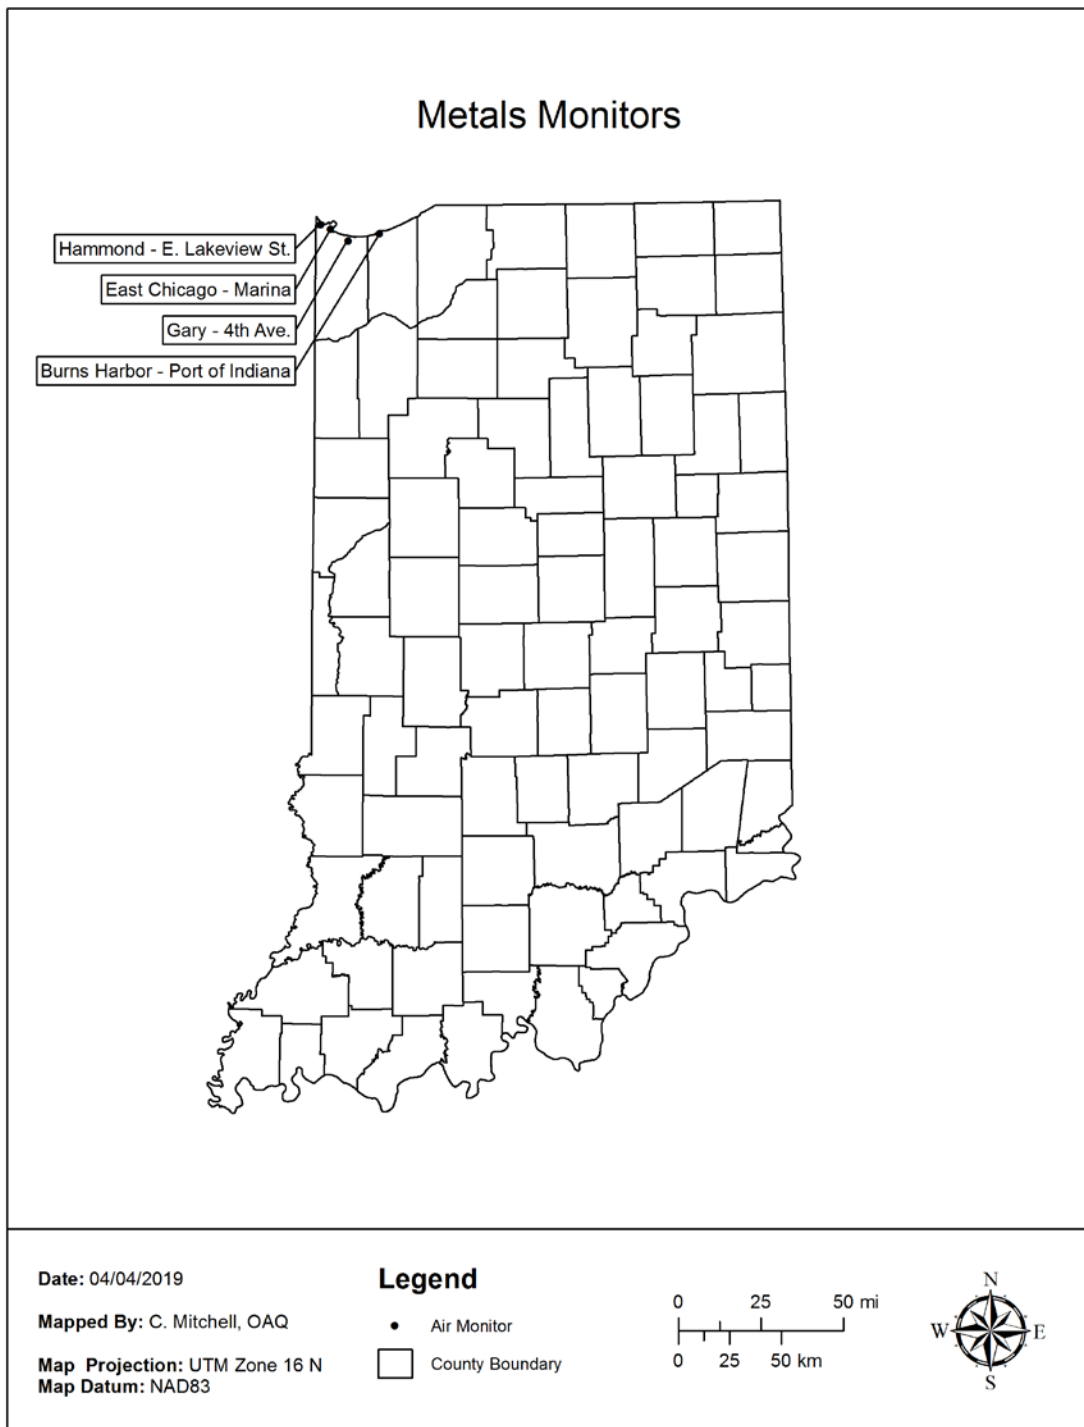 Metals Monitors
Hammond - E. Lakeview St.
East Chicago - Marina
Gary - 4th Ave.
Burns Harbor - Port of Indiana
Date: 04/04/2019
Mapped By: C. Mitchell, OAQ
Map Projection: UTM Zone 16 N
Map Datum: NAD83
Legend
Air Monitor
County Boundary
0 25 50 mi
0 25 50 km
N
W E
S